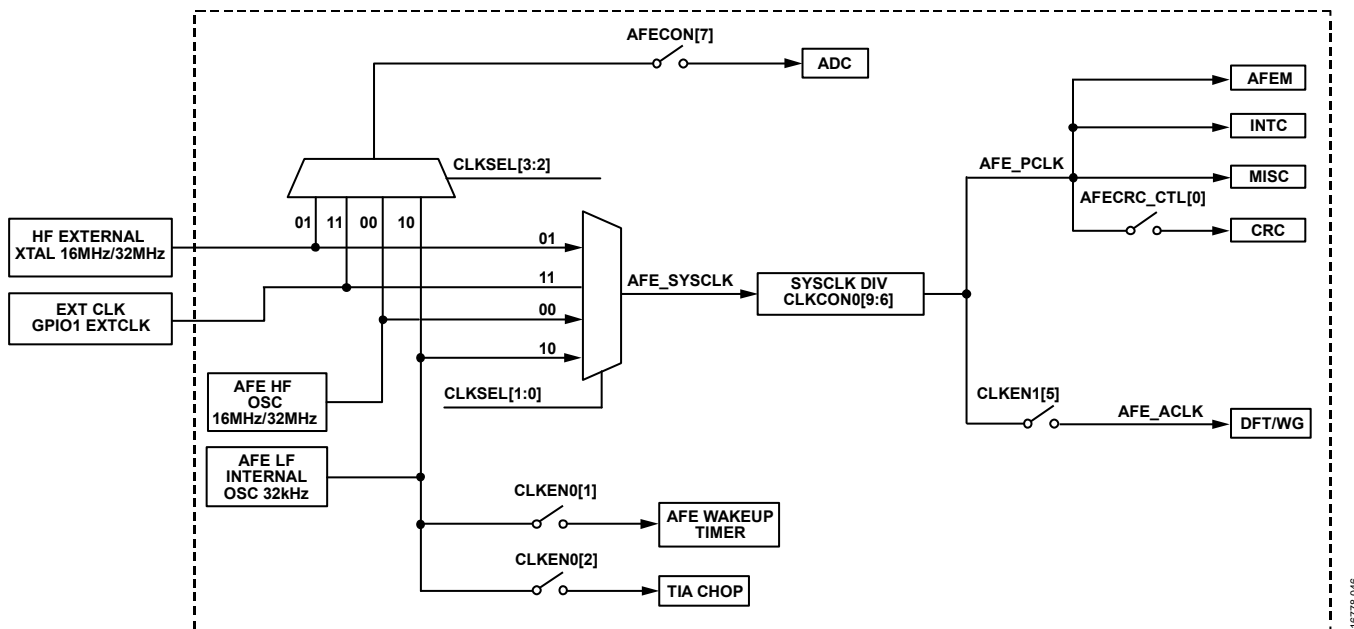 AFECON[7]
ADC
AFEM
INTC
AFE_PCLK
MISC
AFECRC_CTL[0]
CRC
CLKSEL[3:2]
01 11 00 10
HF EXTERNAL
XTAL 16MHz/32MHz
01
EXT CLK
GPIO1 EXTCLK
11
AFE_SYSCLK
SYSCLK DIV
CLKCON0[9:6]
00
10
AFE HF
OSC
16MHz/32MHz
CLKSEL[1:0]
CLKEN1[5]
AFE_ACLK
DFT/WG
AFE LF
INTERNAL
OSC 32kHz
CLKEN0[1]
AFE WAKEUP
TIMER
CLKEN0[2]
TIA CHOP
16778-046